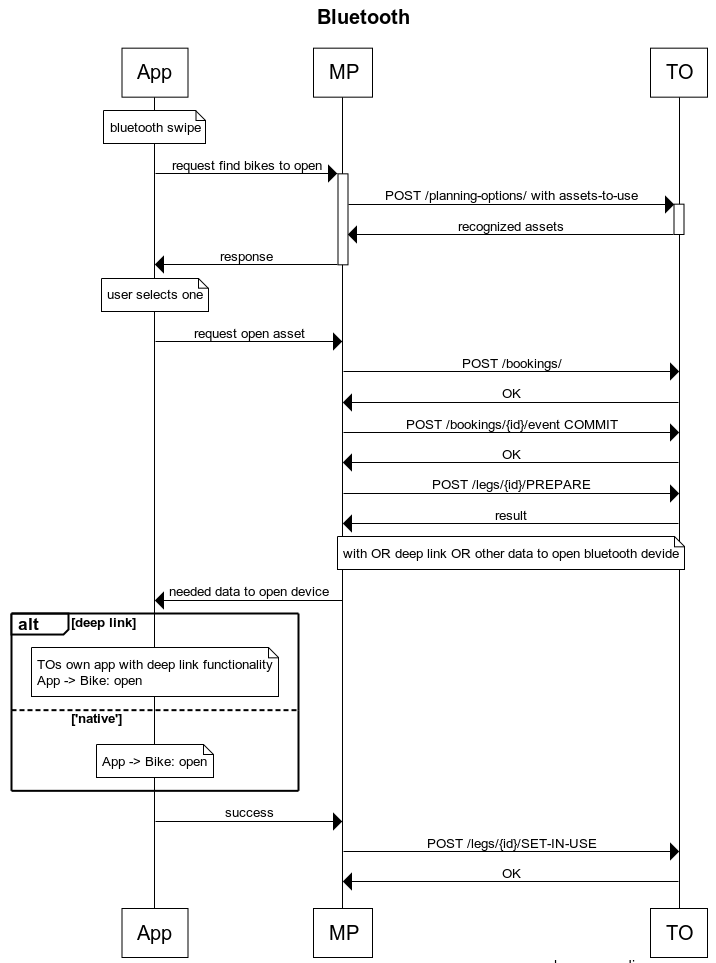 Bluetooth
App
MP
TO
bluetooth swipe
request find bikes to open
POST /planning-options/ with assets-to-use
recognized assets
response
user selects one
request open asset
POST /bookings/
OK
POST /bookings/{id}/event COMMIT
OK
POST /legs/{id}/PREPARE
result
with OR deep link OR other data to open bluetooth devide
needed data to open device
alt
[deep link]
TOs own app with deep link functionality
App -> Bike: open
['native']
App -> Bike: open
success
POST /legs/{id}/SET-IN-USE
OK
App
MP
TO